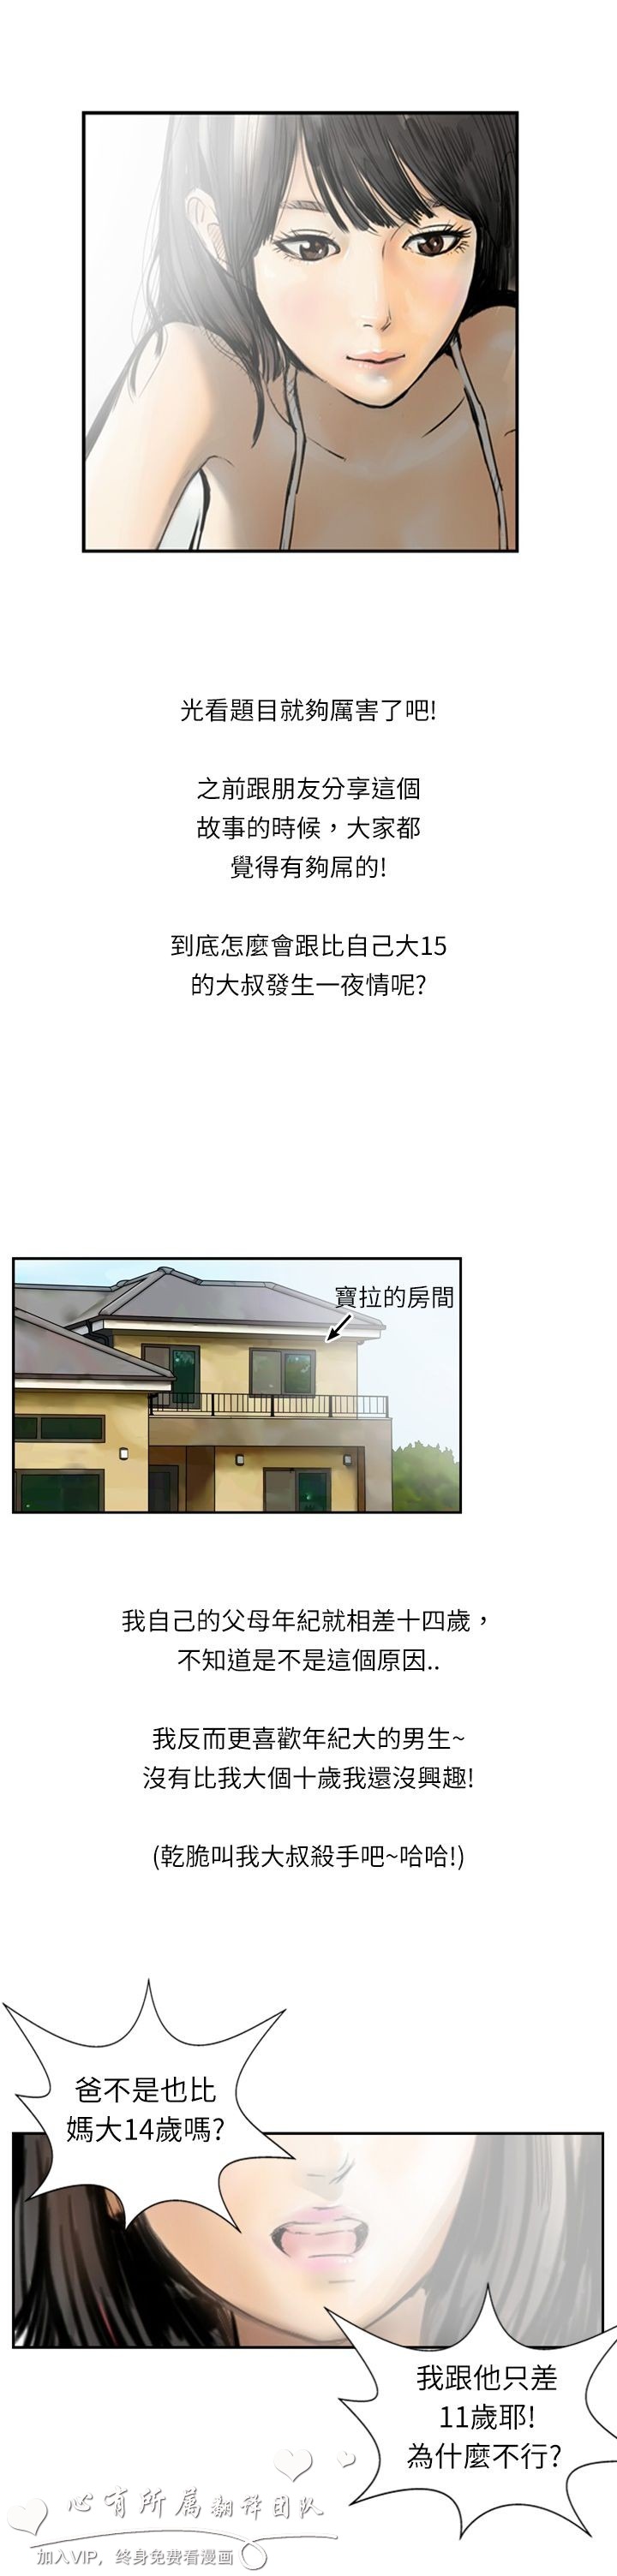 光看題目就夠厲害了吧!
之前跟朋友分享這個
故事的時候，大家都
覺得有夠屌的!
到底怎麼會跟比自己大15
的大叔發生一夜情呢?
寶拉的房間
我自己的父母年紀就相差十四歲，
不知道是不是這個原因..
我反而更喜歡年紀大的男生~
沒有比我大個十歲我還沒興趣!
(乾脆叫我大叔殺手吧~哈哈!)
爸不是也比
媽大14歲嗎?
我跟他只差
11歲耶!
為什麼不行?
心有所属翻译团队
加入VIP，终身免费看漫画